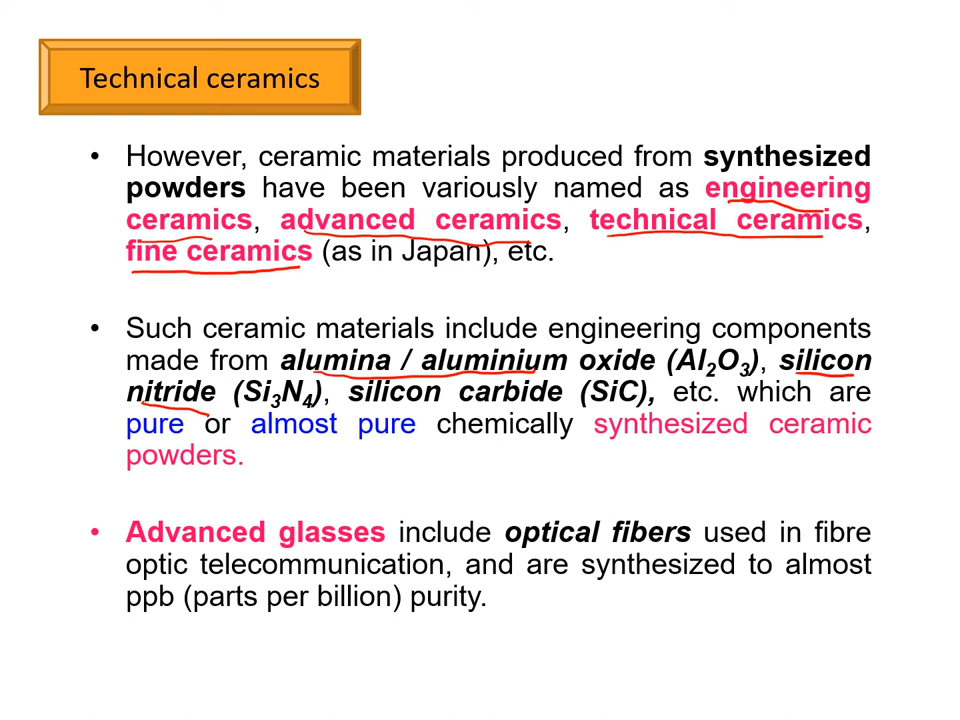 Technical ceramics
• However, ceramic materials produced from synthesized
powders have been variously named as engineering
ceramics, advanced ceramics, technical ceramics,
fine ceramics (as in Japan), etc.
• Such ceramic materials include engineering components
made from alumina / aluminium oxide (Al₂O₃), silicon
nitride (Si₃N₄), silicon carbide (SiC), etc. which are
pure or almost pure chemically synthesized ceramic
powders.
• Advanced glasses include optical fibers used in fibre
optic telecommunication, and are synthesized to almost
ppb (parts per billion) purity.